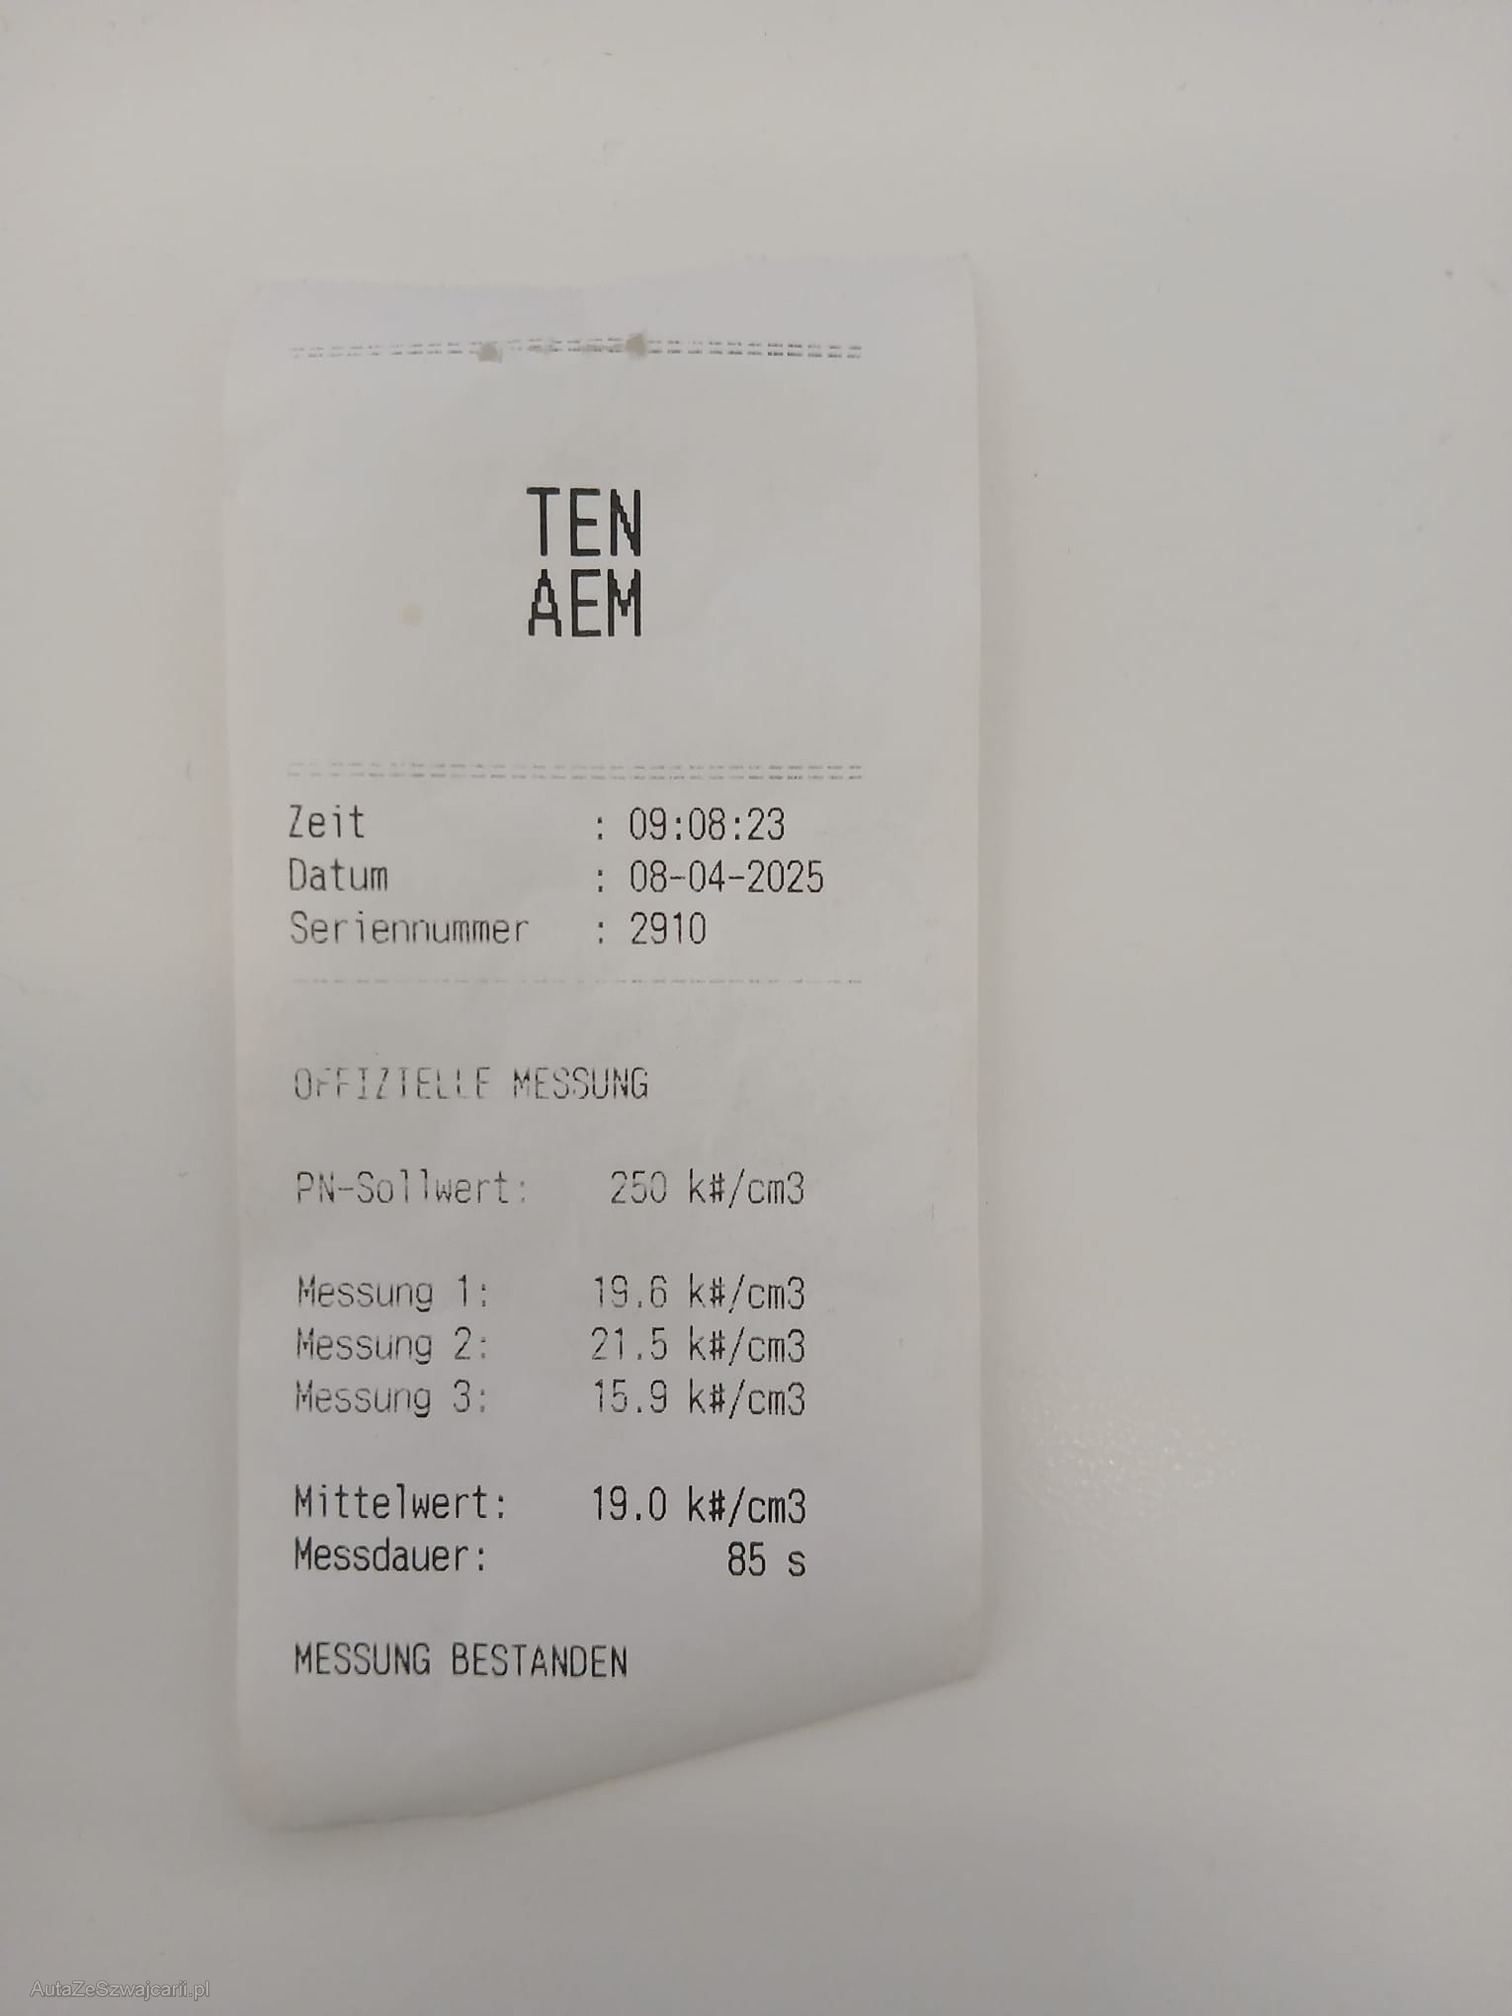 TEN
AEM
Zeit : 09:08:23
Datum : 08-04-2025
Seriennummer : 2910
OFFIZIELLE MESSUNG
PN-Sollwert: 250 k#/cm3
Messung 1: 19.6 k#/cm3
Messung 2: 21.5 k#/cm3
Messung 3: 15.9 k#/cm3
Mittelwert: 19.0 k#/cm3
Messdauer: 85 s
MESSUNG BESTANDEN
AutaZeSzwajcarii.pl